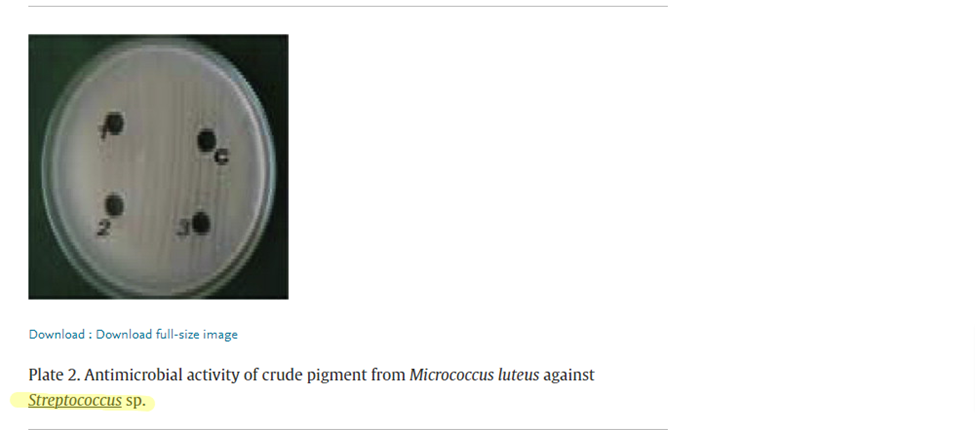 1
C
2
3
Download : Download full-size image
Plate 2. Antimicrobial activity of crude pigment from Micrococcus luteus against
Streptococcus sp.